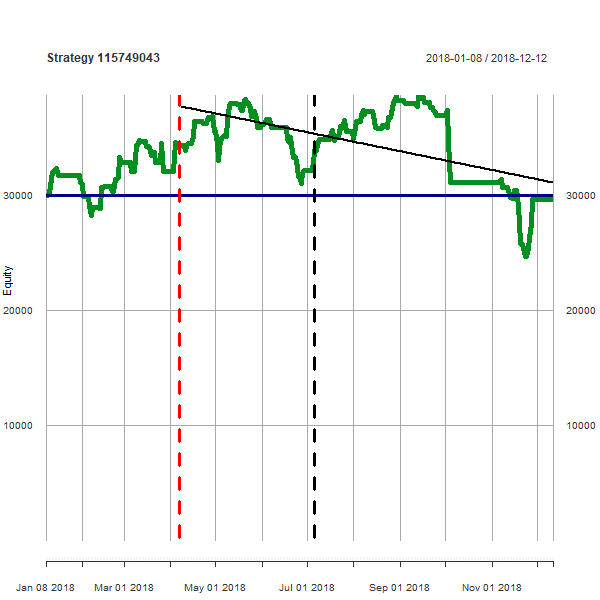 Strategy 115749043
2018-01-08 / 2018-12-12
30000
30000
Equity
20000
20000
10000
10000
Jan 08 2018
Mar 01 2018
May 01 2018
Jul 01 2018
Sep 01 2018
Nov 01 2018